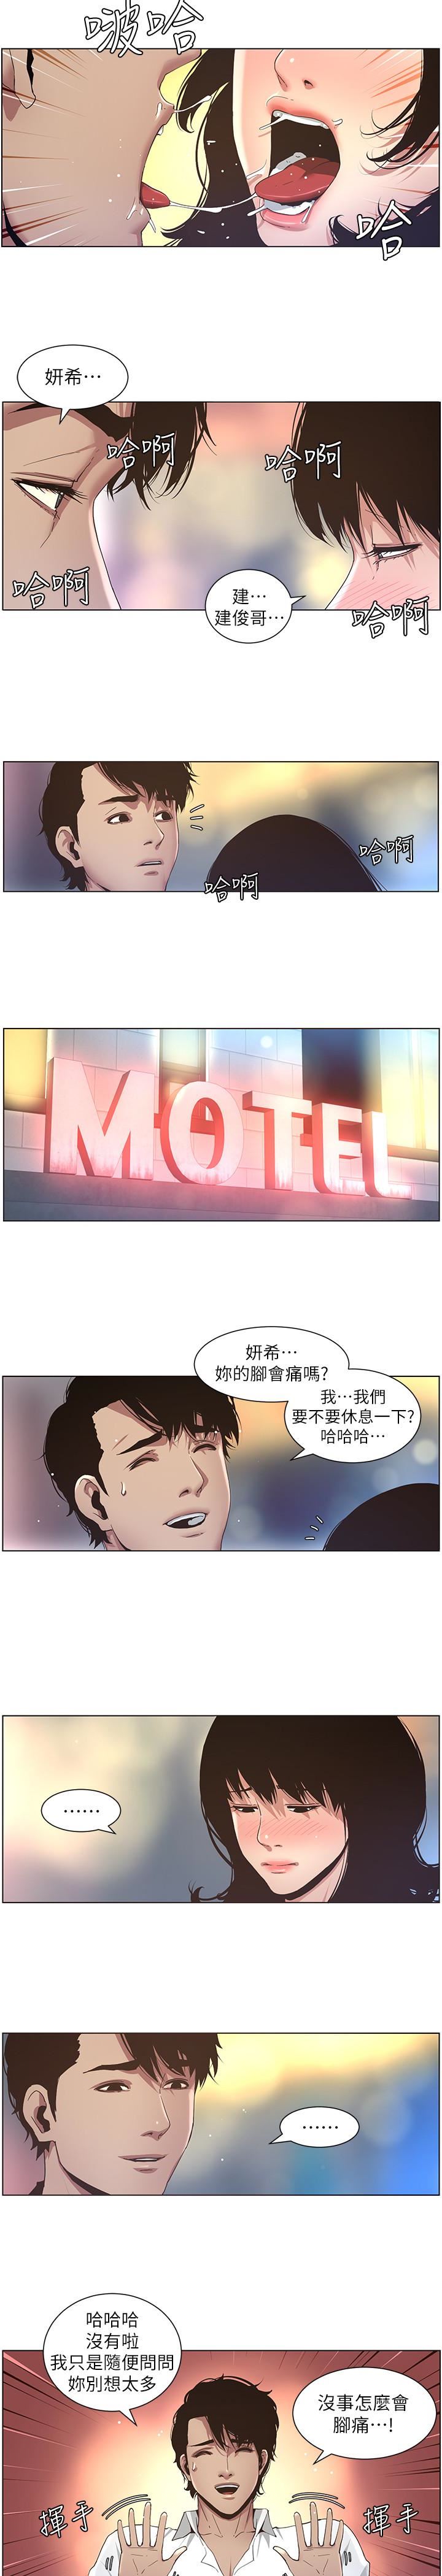 啵哈
哈
妍希…
哈啊
哈啊
哈啊
建…
建俊哥…
哈啊
哈啊
哈啊
MOTEL
妍希…
妳的腳會痛嗎?
我…我們
要不要休息一下?
哈哈哈…
……
……
哈哈哈
沒有啦
我只是隨便問問
妳別想太多
沒事怎麼會
腳痛…!
揮手
揮手